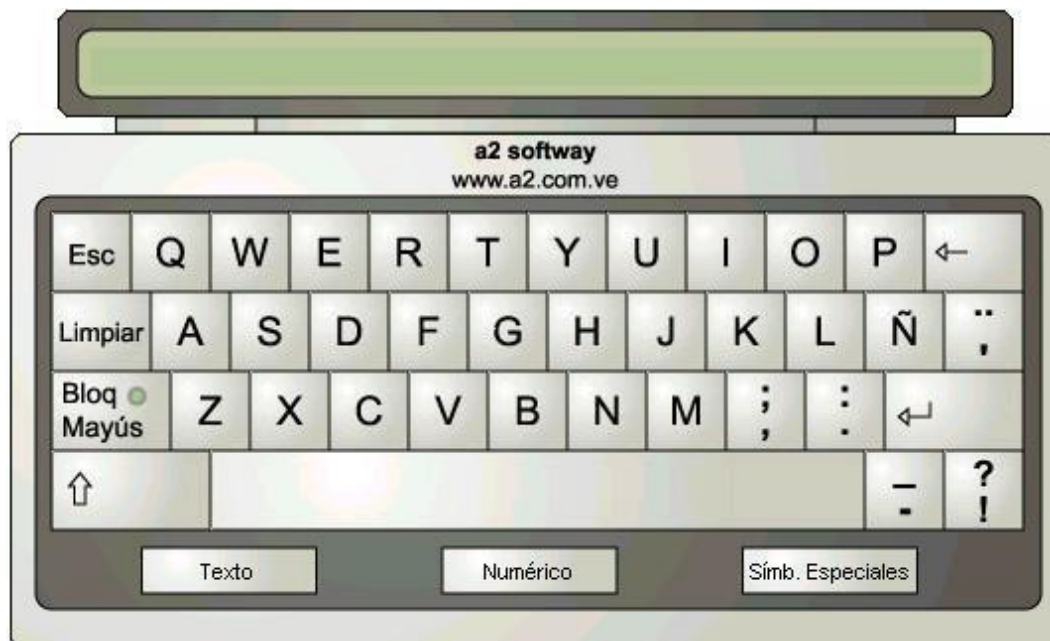 a2 softway
www.a2.com.ve
Esc Q W E R T Y U I O P
Limpiar A S D F G H J K L Ñ ¨ '
Bloq Mayús Z X C V B N M ; , : .
_ - ? !
Texto Numérico Símb. Especiales